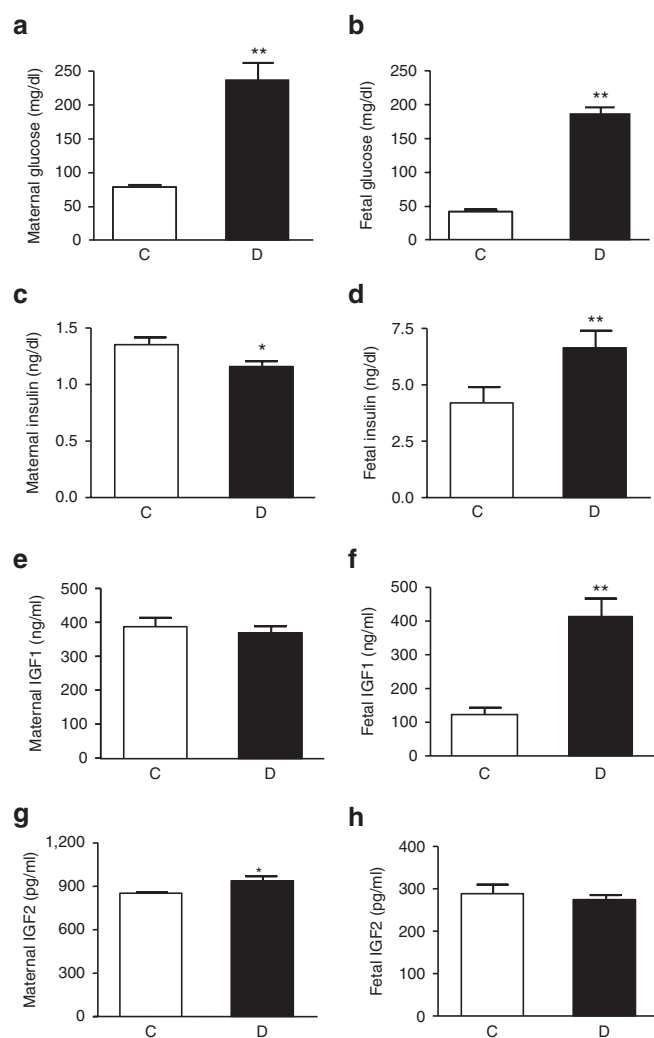 a
Maternal glucose (mg/dl)
250
200
150
100
50
0
**
C
D
b
Fetal glucose (mg/dl)
250
200
150
100
50
0
**
C
D
c
Maternal insulin (ng/dl)
1.5
1.0
0.5
0.0
*
C
D
d
Fetal insulin (ng/dl)
7.5
5.0
2.5
0.0
**
C
D
e
Maternal IGF1 (ng/ml)
500
400
300
200
100
0
C
D
f
Fetal IGF1 (ng/ml)
500
400
300
200
100
0
**
C
D
g
Maternal IGF2 (pg/ml)
1,200
900
600
300
0
*
C
D
h
Fetal IGF2 (pg/ml)
400
300
200
100
0
C
D